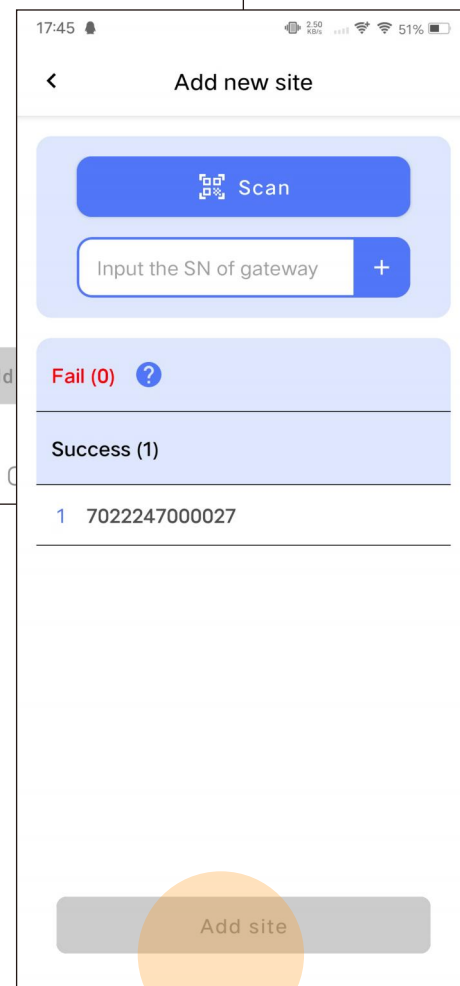 17:45
2.50 KB/s 51%
Add new site
Scan
Input the SN of gateway +
Fail (0) ?
Success (1)
1 7022247000027
Add site